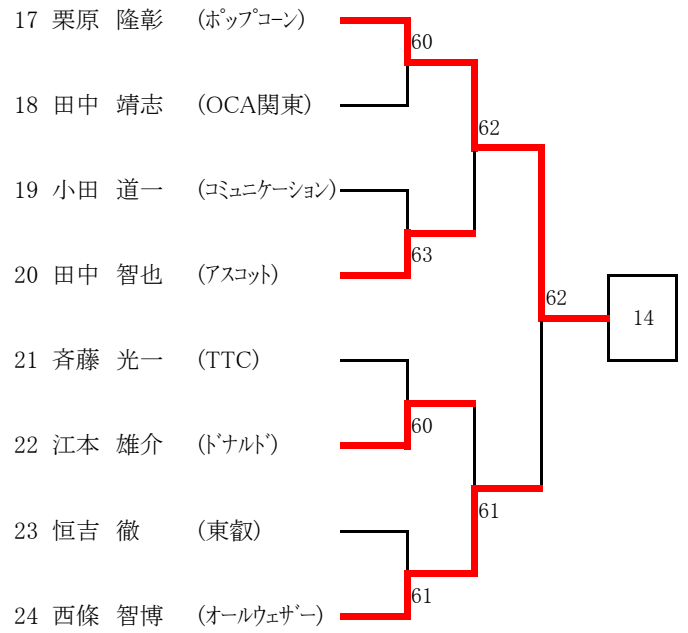 17 栗原 隆彰 (ポップコーン)
60
18 田中 靖志 (OCA関東)
62
19 小田 道一 (コミュニケーション)
63
20 田中 智也 (アスコット)
62
14
21 斉藤 光一 (TTC)
60
22 江本 雄介 (ドナルド)
61
23 恒吉 徹 (東叡)
61
24 西條 智博 (オールウェザー)